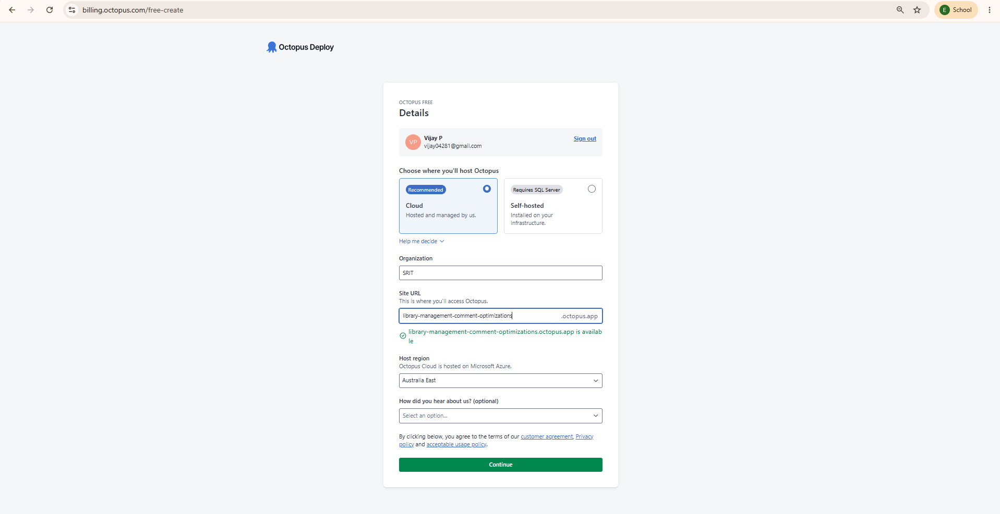 billing.octopus.com/free-create
E School
Octopus Deploy
OCTOPUS FREE
Details
VP
Vijay P
Sign out
vijay04281@gmail.com
Choose where you'll host Octopus
Recommended
Cloud
Hosted and managed by us.
Requires SQL Server
Self-hosted
Installed on your
infrastructure.
Help me decide
Organization
SRIT
Site URL
This is where you'll access Octopus.
library-management-comment-optimizations .octopus.app
library-management-comment-optimizations.octopus.app is availab
le
Host region
Octopus Cloud is hosted on Microsoft Azure.
Australia East
How did you hear about us? (optional)
Select an option...
By clicking below, you agree to the terms of our customer agreement, Privacy
policy and acceptable usage policy.
Continue